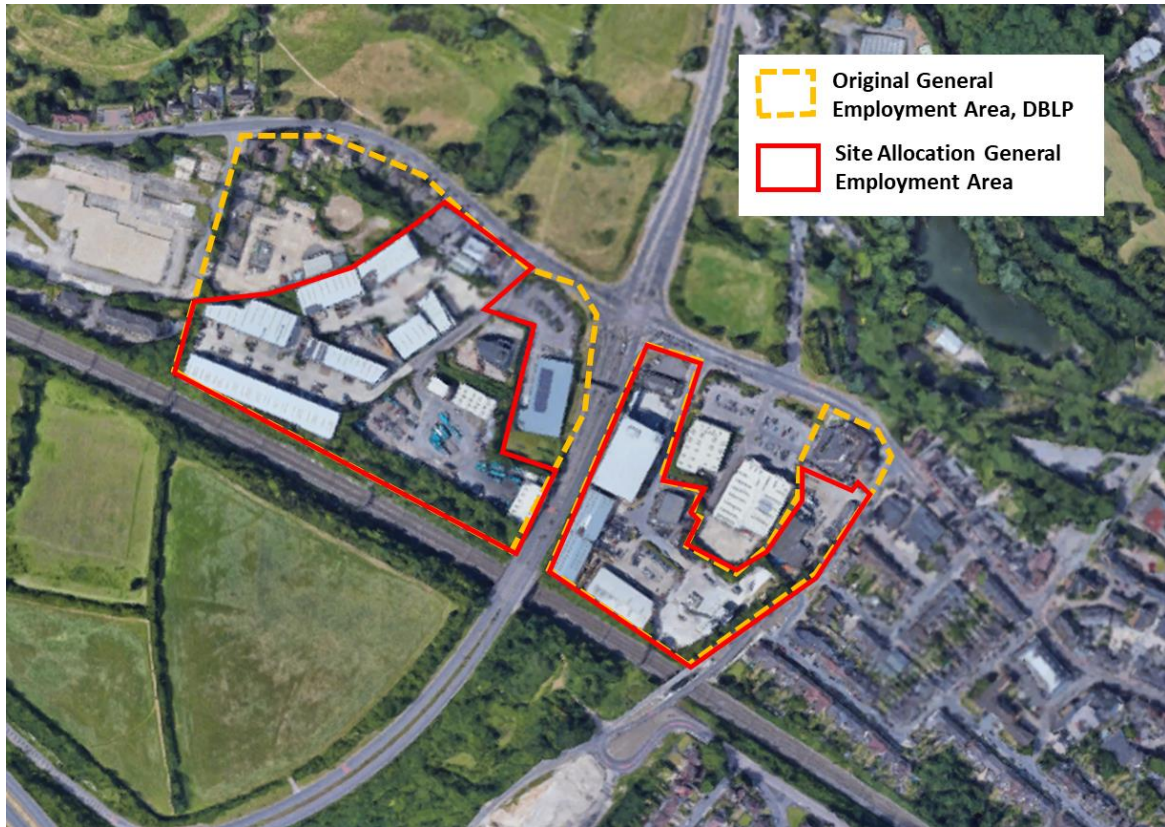 Original General
Employment Area, DBLP
Site Allocation General
Employment Area